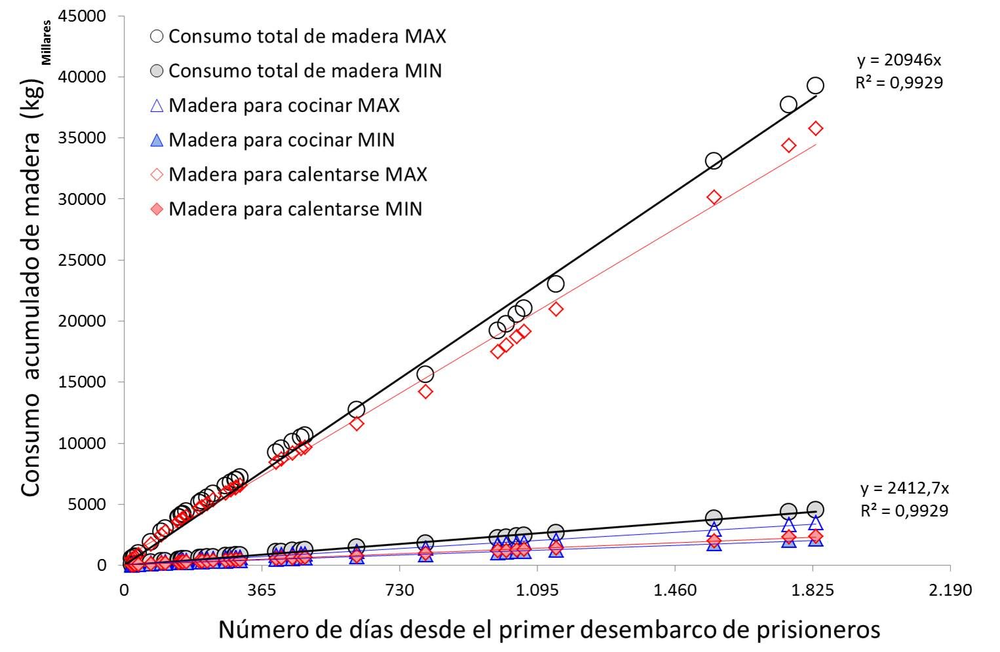 45000
40000
35000
30000
25000
20000
15000
10000
5000
0
Millares
Consumo acumulado de madera (kg)
Consumo total de madera MAX
Consumo total de madera MIN
Madera para cocinar MAX
Madera para cocinar MIN
Madera para calentarse MAX
Madera para calentarse MIN
y = 20946x
R² = 0,9929
y = 2412,7x
R² = 0,9929
0 365 730 1.095 1.460 1.825 2.190
Número de días desde el primer desembarco de prisioneros